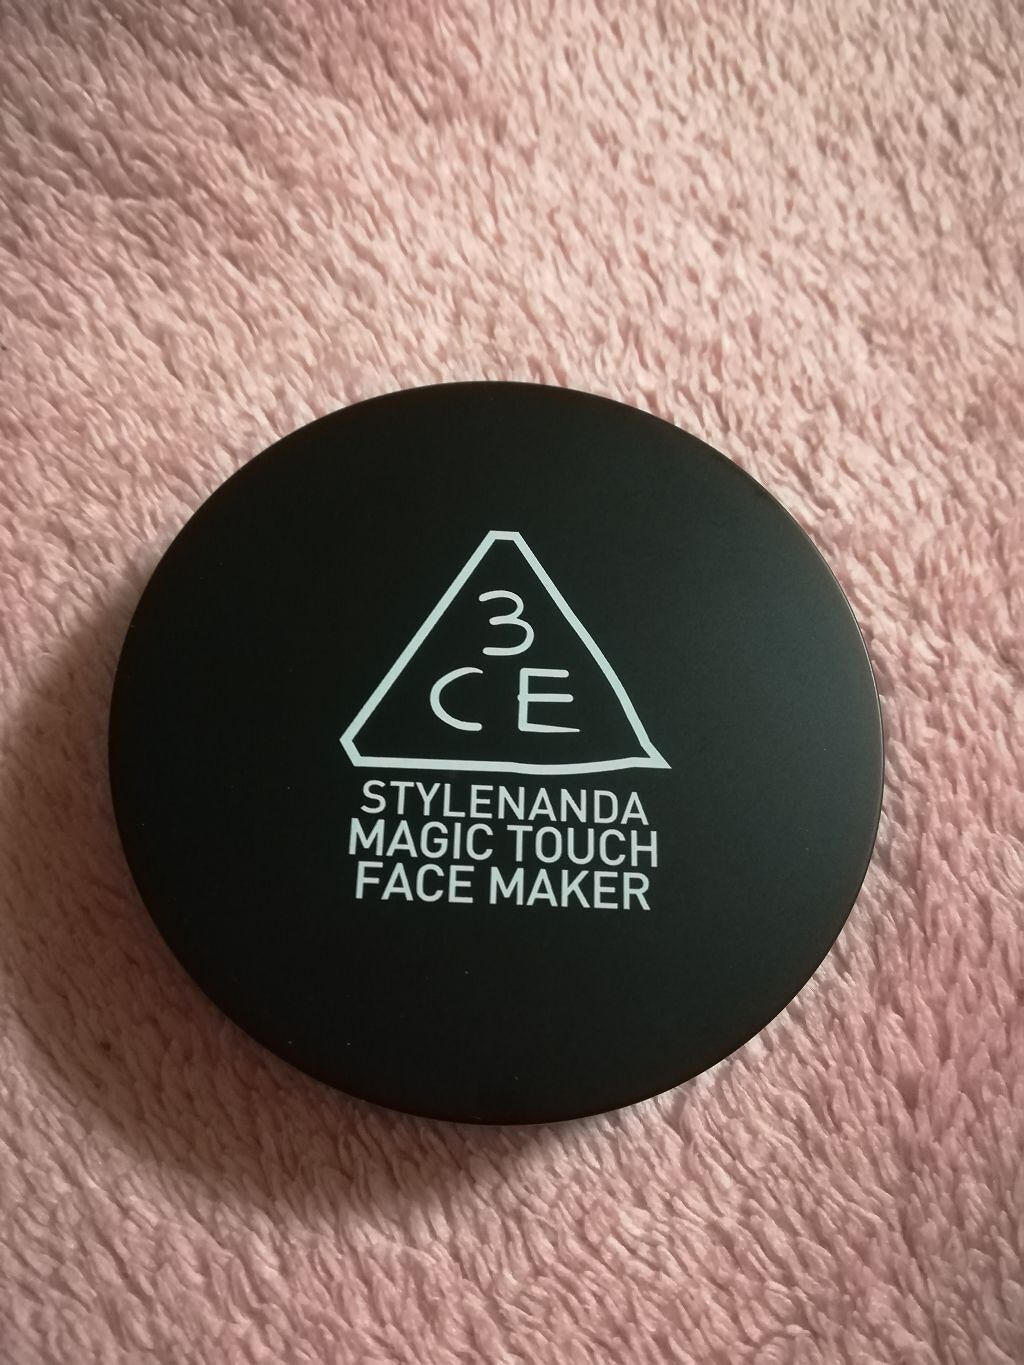 3
CE
STYLENANDA
MAGIC TOUCH
FACE MAKER